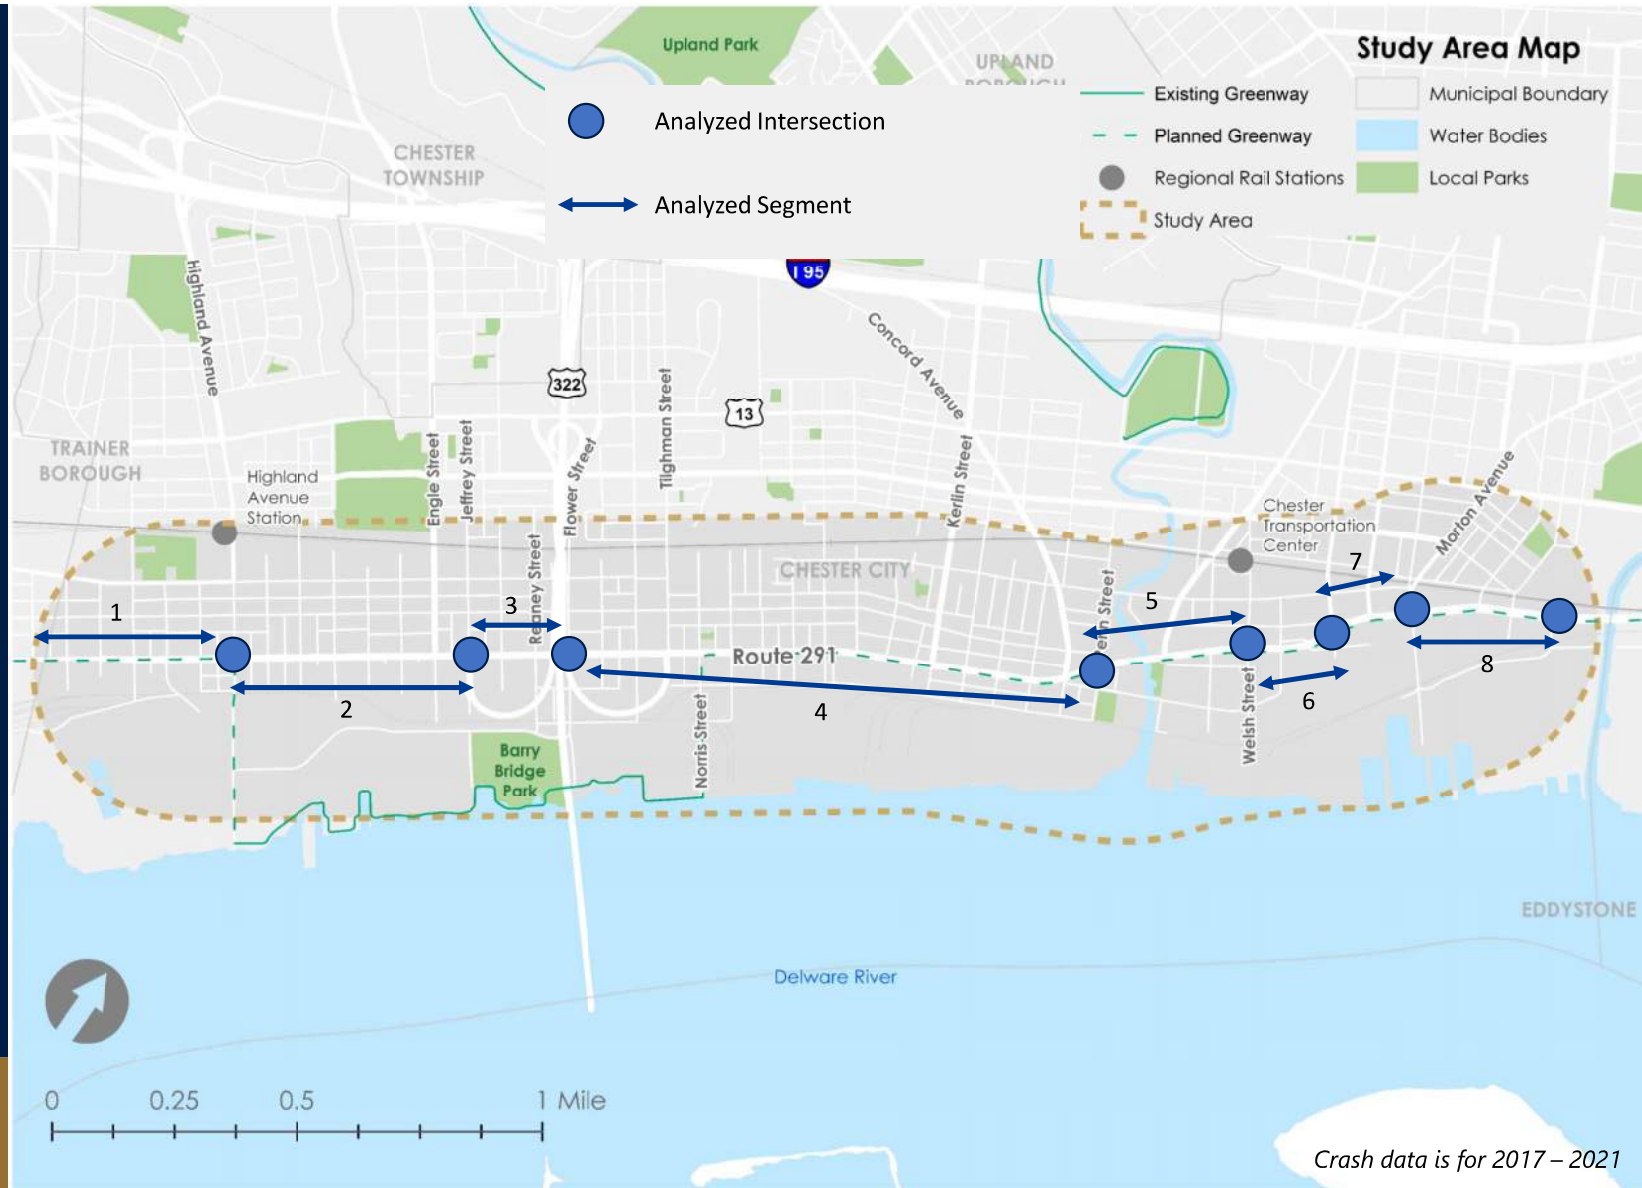 Study Area Map
Upland Park
UPLAND
Analyzed Intersection
Analyzed Segment
Existing Greenway
Planned Greenway
Regional Rail Stations
Study Area
Municipal Boundary
Water Bodies
Local Parks
CHESTER
TOWNSHIP
I 95
Highland Avenue
Concord Avenue
322
13
TRAINER
BOROUGH
Highland
Avenue
Station
Engle Street
Jeffrey Street
Flower Street
Tilghman Street
Kerlin Street
Morton Avenue
Chester
Transportation
Center
Reaney Street
CHESTER CITY
Street
1
2
3
4
5
6
7
8
Route 291
Norris Street
Welsh Street
Barry
Bridge
Park
EDDYSTONE
Delware River
0 0.25 0.5 1 Mile
Crash data is for 2017 – 2021